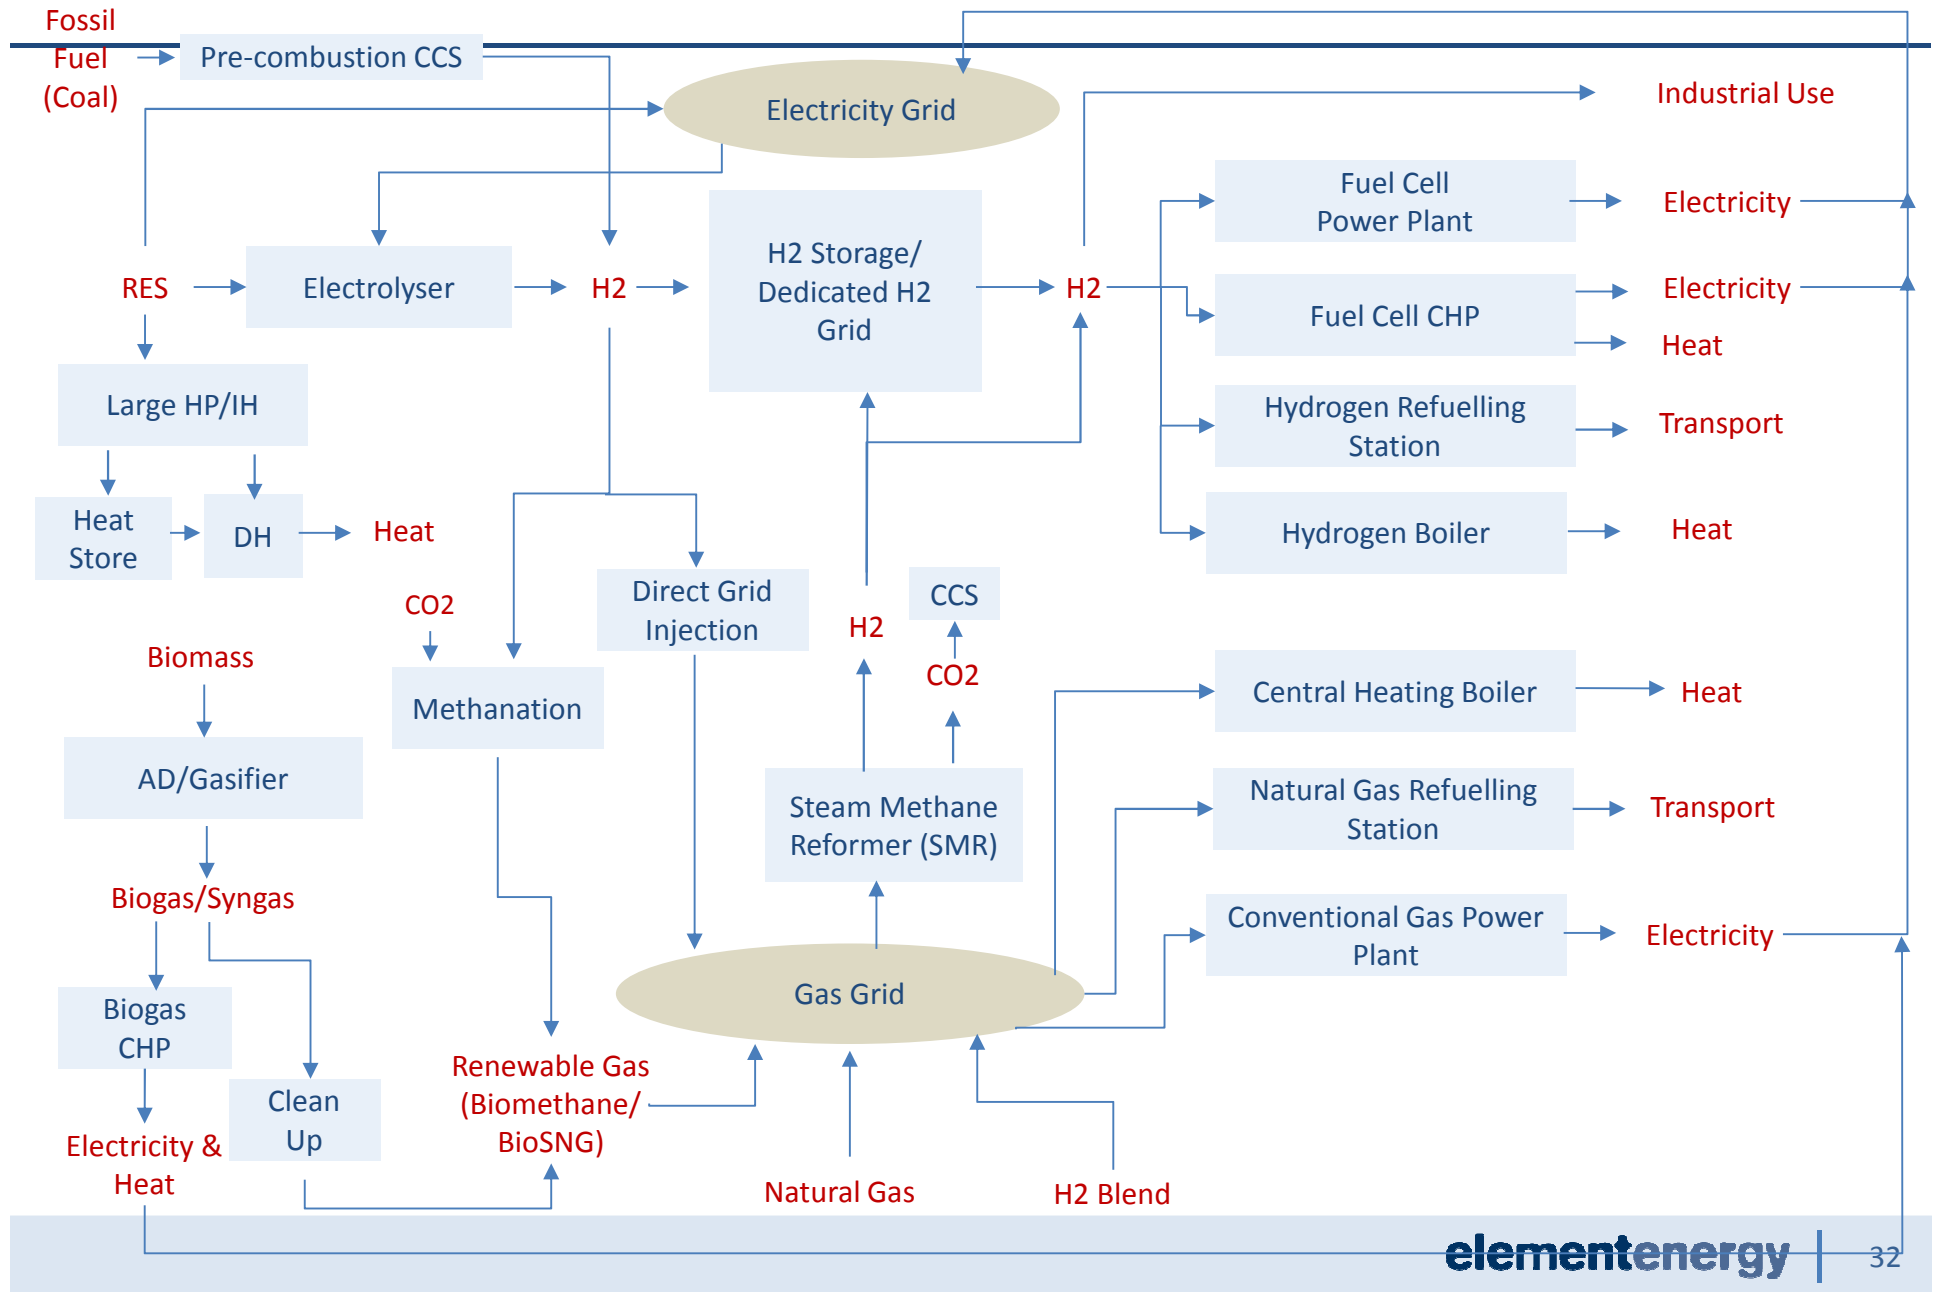 Fossil
Fuel
(Coal)
Pre-combustion CCS
Electricity Grid
Industrial Use
Fuel Cell
Power Plant
Electricity
RES
Electrolyser
H2
H2 Storage/
Dedicated H2
Grid
H2
Fuel Cell CHP
Electricity
Heat
Large HP/IH
Hydrogen Refuelling
Station
Transport
Heat
Store
DH
Heat
Hydrogen Boiler
Heat
CO2
Direct Grid
Injection
H2
CCS
CO2
Biomass
Methanation
Central Heating Boiler
Heat
AD/Gasifier
Steam Methane
Reformer (SMR)
Natural Gas Refuelling
Station
Transport
Biogas/Syngas
Conventional Gas Power
Plant
Electricity
Gas Grid
Biogas
CHP
Clean
Up
Renewable Gas
(Biomethane/
BioSNG)
Electricity &
Heat
Natural Gas
H2 Blend
elementenergy
32